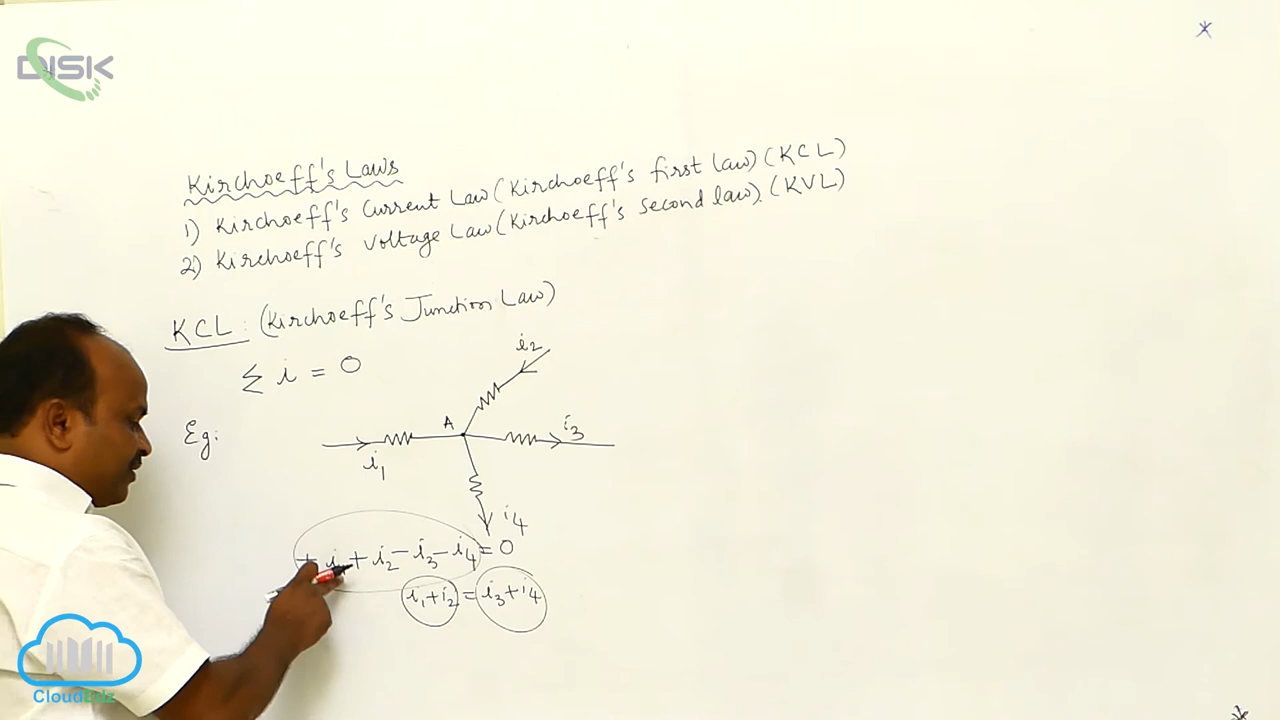 DISK
Kirchoeff's Laws
1) Kirchoeff's Current Law (Kirchoeff's first law) (KCL)
2) Kirchoeff's Voltage Law (Kirchoeff's second law). (KVL)
KCL : (Kirchoeff's Junction Law)
Σ i = 0
Eg:
i2
A
i3
i1
i4
+ i1 + i2 - i3 - i4 = 0
i1 + i2 = i3 + i4
CloudEdz